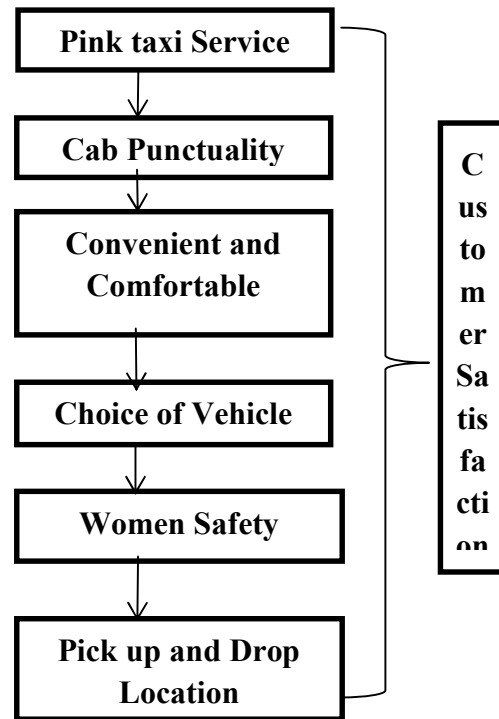 Pink taxi Service
Cab Punctuality
Convenient and
Comfortable
Choice of Vehicle
Women Safety
Pick up and Drop
Location
C
us
to
m
er
Sa
tis
fa
cti
on